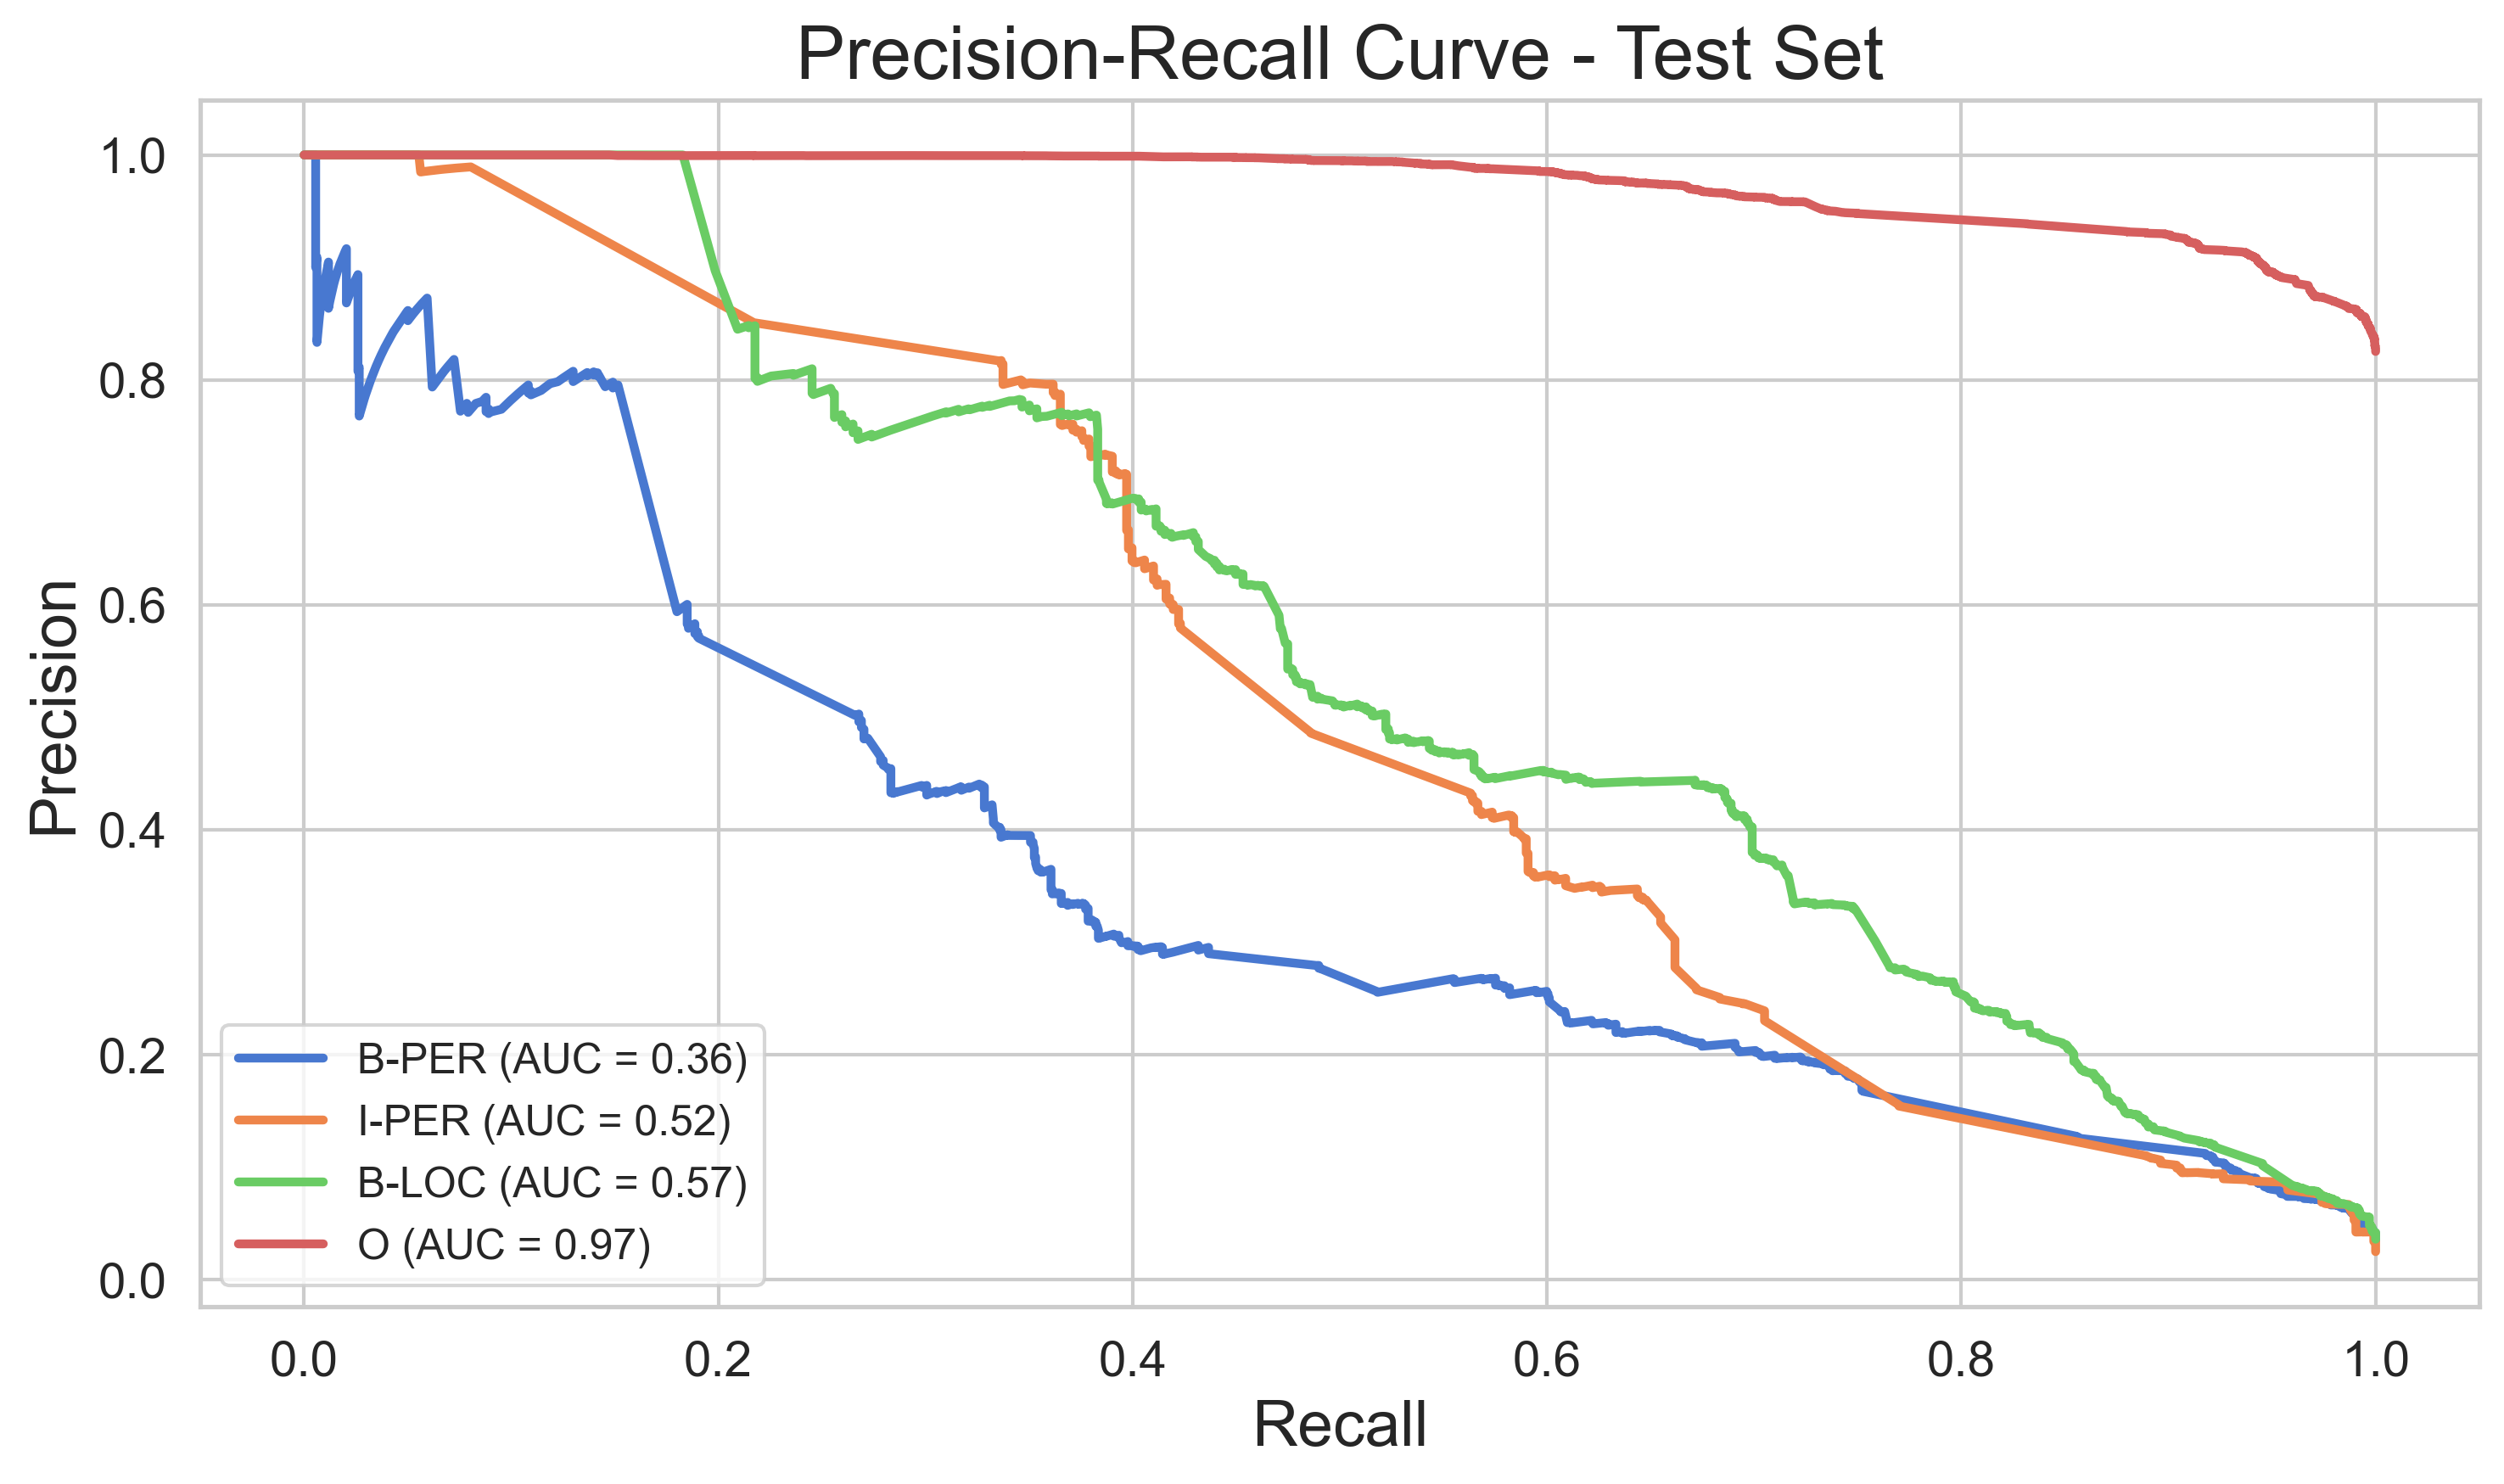 Precision-Recall Curve - Test Set
Precision
1.0
0.8
0.6
0.4
0.2
0.0
B-PER (AUC = 0.36)
I-PER (AUC = 0.52)
B-LOC (AUC = 0.57)
O (AUC = 0.97)
0.0 0.2 0.4 0.6 0.8 1.0
Recall